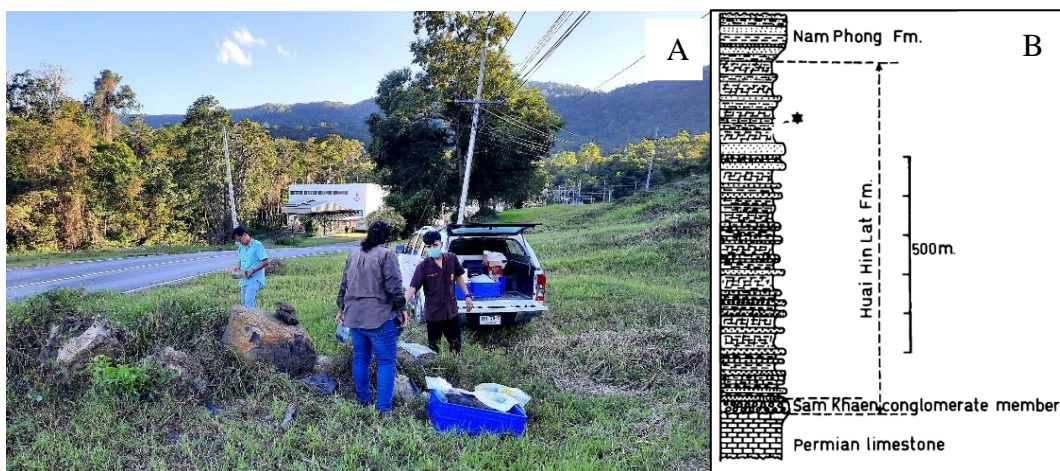 A
B
Nam Phong Fm.
Huai Hin Lat Fm.
500m.
Sam Khaen conglomerate member
Permian limestone